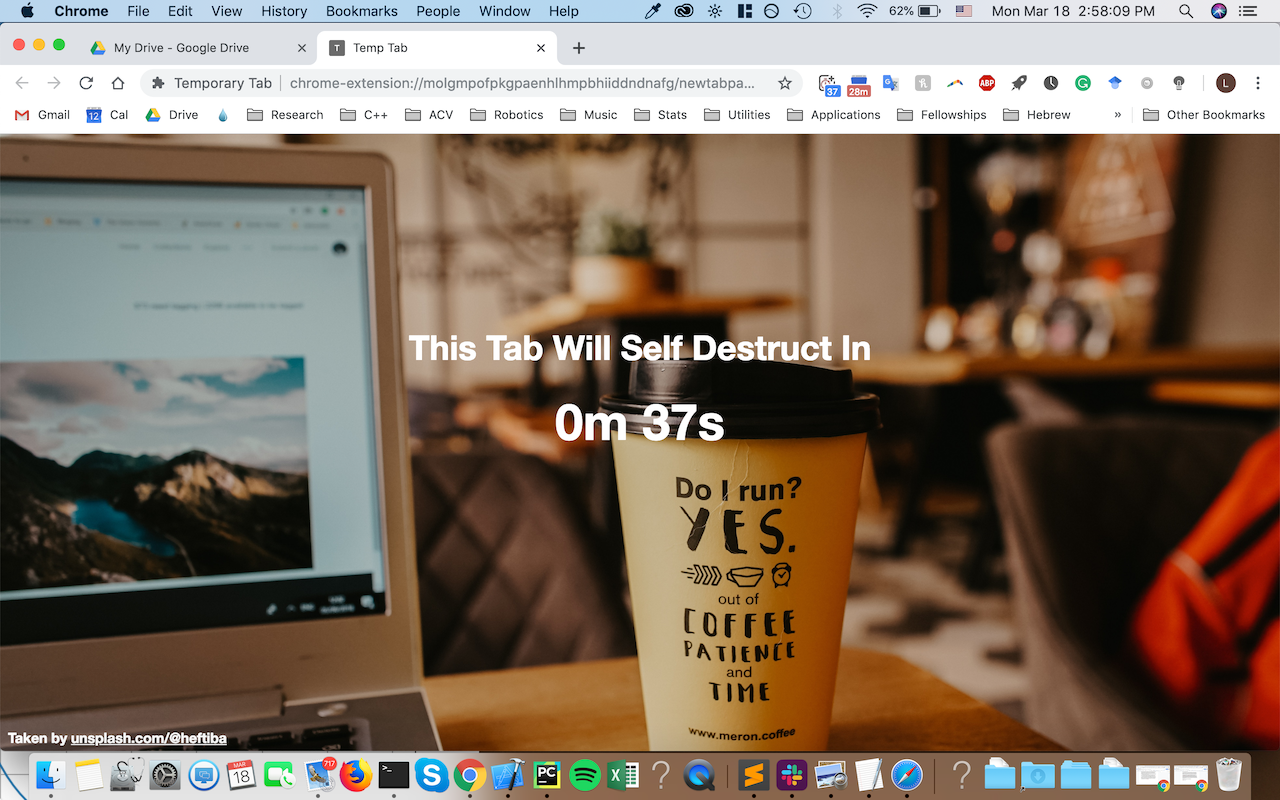 Chrome File Edit View History Bookmarks People Window Help 62% Mon Mar 18 2:58:09 PM
My Drive - Google Drive T Temp Tab
Temporary Tab chrome-extension://molgmpofpkgpaenhlhmpbhiiddndnafg/newtabpa... 37 28m ABP L
Gmail 12 Cal Drive Research C++ ACV Robotics Music Stats Utilities Applications Fellowships Hebrew » Other Bookmarks
This Tab Will Self Destruct In
0m 37s
Do I run?
YES.
out of
COFFEE
PATIENCE
and
TIME
www.meron.coffee
Taken by unsplash.com/@heftiba
MAR 18 717 PC